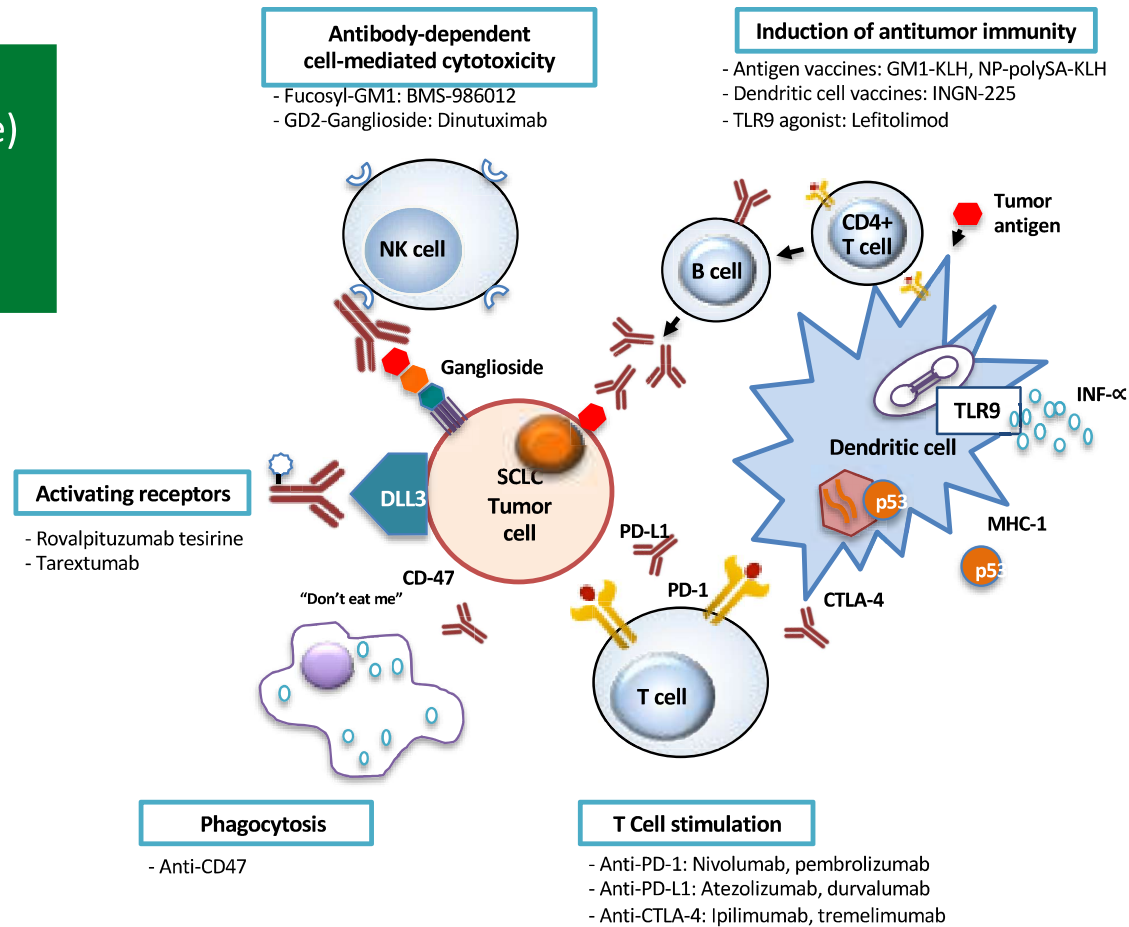 e)
Antibody-dependent
cell-mediated cytotoxicity
- Fucosyl-GM1: BMS-986012
- GD2-Ganglioside: Dinutuximab
Induction of antitumor immunity
- Antigen vaccines: GM1-KLH, NP-polySA-KLH
- Dendritic cell vaccines: INGN-225
- TLR9 agonist: Lefitolimod
NK cell
B cell
CD4+
T cell
Tumor
antigen
Ganglioside
TLR9
INF-∝
Dendritic cell
SCLC
Tumor
cell
DLL3
Activating receptors
- Rovalpituzumab tesirine
- Tarextumab
p53
MHC-1
p53
PD-L1
CD-47
PD-1
CTLA-4
“Don’t eat me”
T cell
Phagocytosis
- Anti-CD47
T Cell stimulation
- Anti-PD-1: Nivolumab, pembrolizumab
- Anti-PD-L1: Atezolizumab, durvalumab
- Anti-CTLA-4: Ipilimumab, tremelimumab